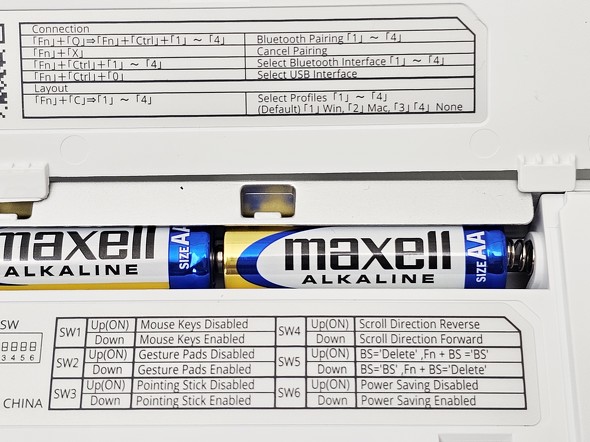 Connection
「Fn」+「Q」⇒「Fn」+「Ctrl」+「1」 ~ 「4」 Bluetooth Pairing 「1」 ~ 「4」
「Fn」+「X」 Cancel Pairing
「Fn」+「Ctrl」+「1」 ~ 「4」 Select Bluetooth Interface 「1」 ~ 「4」
「Fn」+「Ctrl」+「0」 Select USB Interface
Layout
「Fn」+「C」⇒「1」 ~ 「4」 Select Profiles 「1」 ~ 「4」
(Default) 「1」 Win, 「2」 Mac, 「3」「4」 None
maxell ALKALINE SIZE AA
maxell ALKALINE SIZE AA
SW
3 4 5 6
CHINA
SW1 Up(ON) Mouse Keys Disabled
Down Mouse Keys Enabled
SW2 Up(ON) Gesture Pads Disabled
Down Gesture Pads Enabled
SW3 Up(ON) Pointing Stick Disabled
Down Pointing Stick Enabled
SW4 Up(ON) Scroll Direction Reverse
Down Scroll Direction Forward
SW5 Up(ON) BS='Delete' ,Fn + BS ='BS'
Down BS='BS' ,Fn + BS='Delete'
SW6 Up(ON) Power Saving Disabled
Down Power Saving Enabled